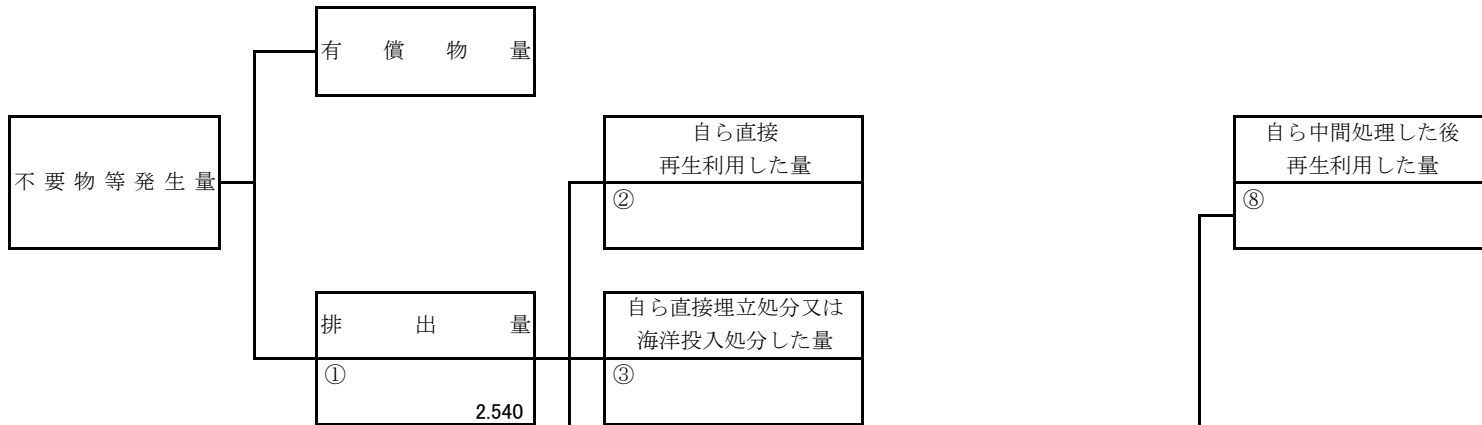 有償物量
不要物等発生量
自ら直接
再生利用した量
②
自ら中間処理した後
再生利用した量
⑧
排出量
①
2.540
自ら直接埋立処分又は
海洋投入処分した量
③